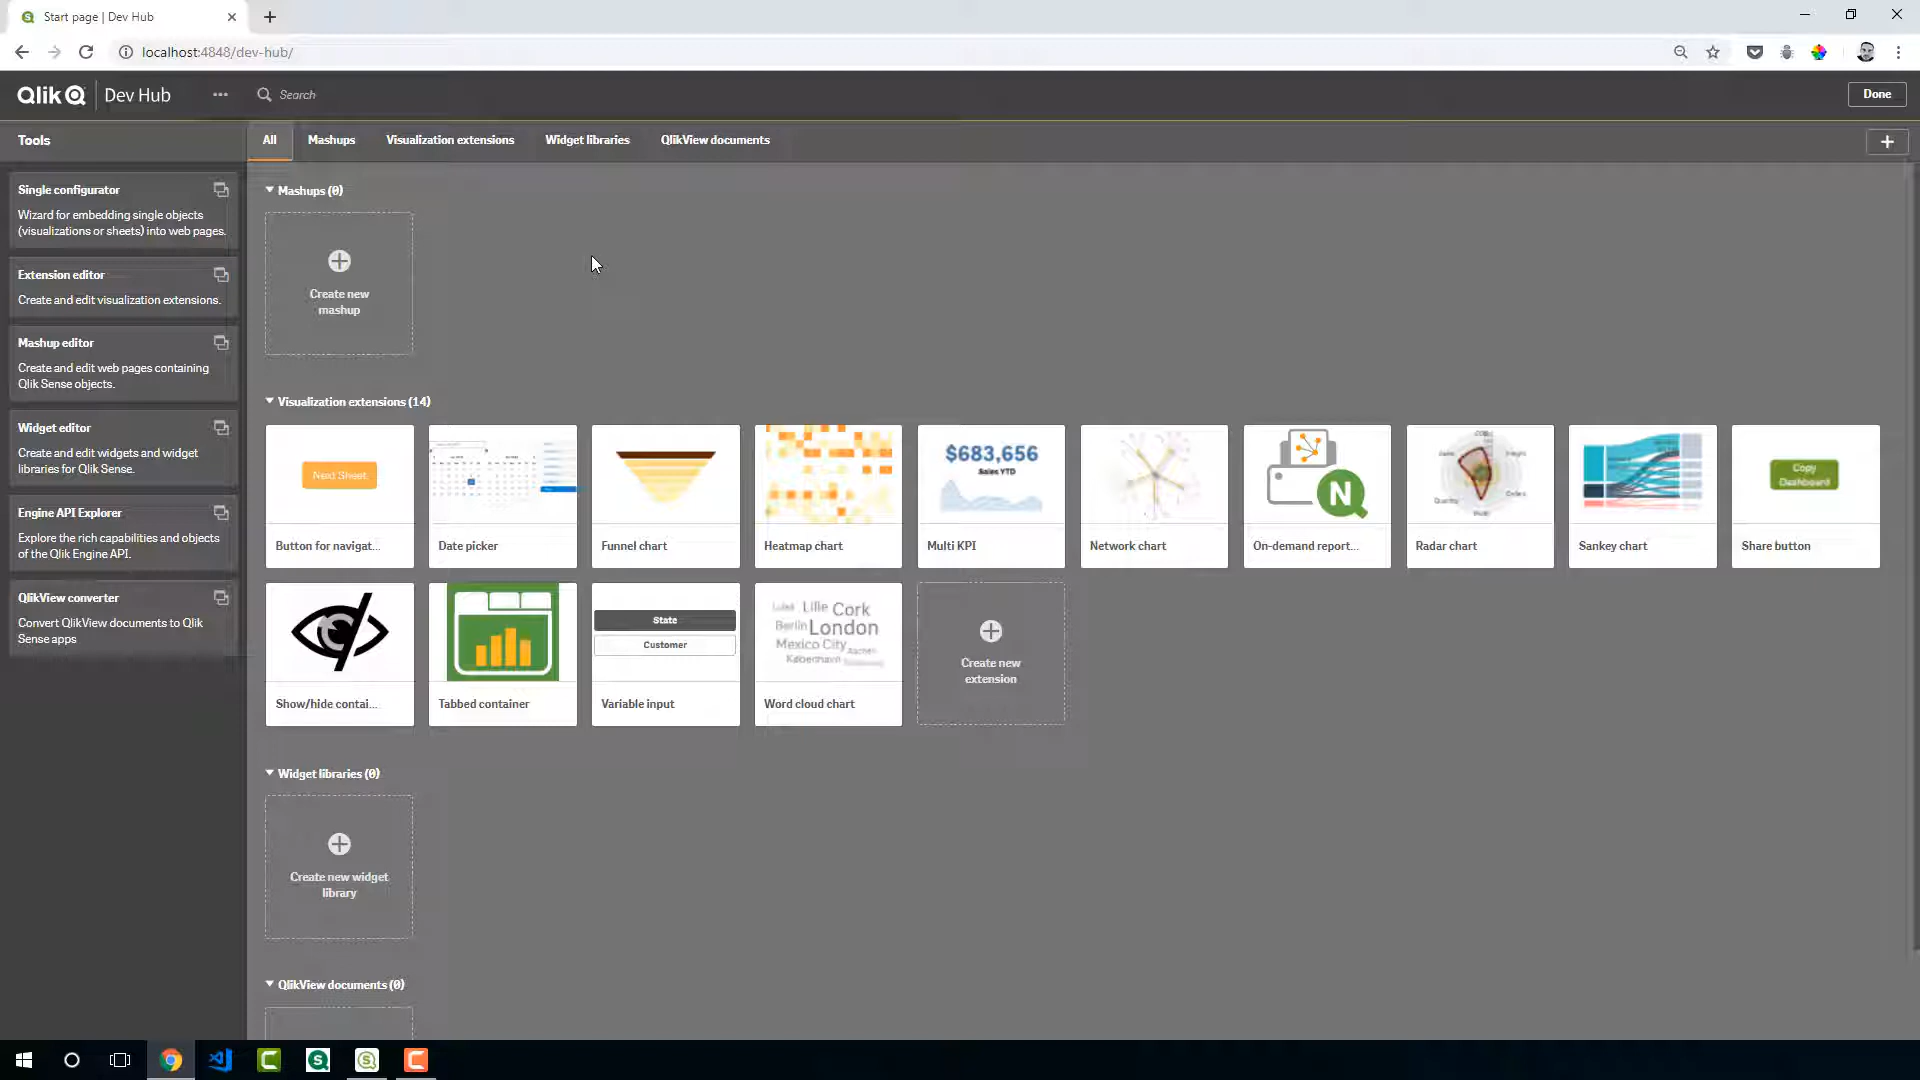 Start page | Dev Hub
localhost:4848/dev-hub/
Qlik Dev Hub
Search
Done
Tools
All
Mashups
Visualization extensions
Widget libraries
QlikView documents
Single configurator
Wizard for embedding single objects
(visualizations or sheets) into web pages.
Extension editor
Create and edit visualization extensions.
Mashup editor
Create and edit web pages containing
Qlik Sense objects.
Widget editor
Create and edit widgets and widget
libraries for Qlik Sense.
Engine API Explorer
Explore the rich capabilities and objects
of the Qlik Engine API.
QlikView converter
Convert QlikView documents to Qlik
Sense apps
Mashups (0)
Create new
mashup
Visualization extensions (14)
Next Sheet
Button for navigat...
Date picker
Funnel chart
Heatmap chart
$683,656
Sales YTD
Multi KPI
Network chart
N
On-demand report...
Radar chart
Sankey chart
Copy
Dashboard
Share button
Show/hide contai...
Tabbed container
State
Customer
Variable input
Lille Cork
Berlin London
Mexico City
København
Word cloud chart
Create new
extension
Widget libraries (0)
Create new widget
library
QlikView documents (0)